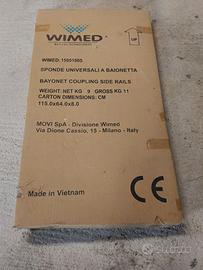 WIMED
UP
WIMED: 15051005
SPONDE UNIVERSALI A BAIONETTA
BAYONET COUPLING SIDE RAILS
WEIGHT: NET KG 9 GROSS KG 11
CARTON DIMENSIONS: CM
115.0x64.0x8.0
MOVI SpA - Divisione Wimed
Via Dione Cassio, 15 - Milano - Italy
Made in Vietnam
CE
subito